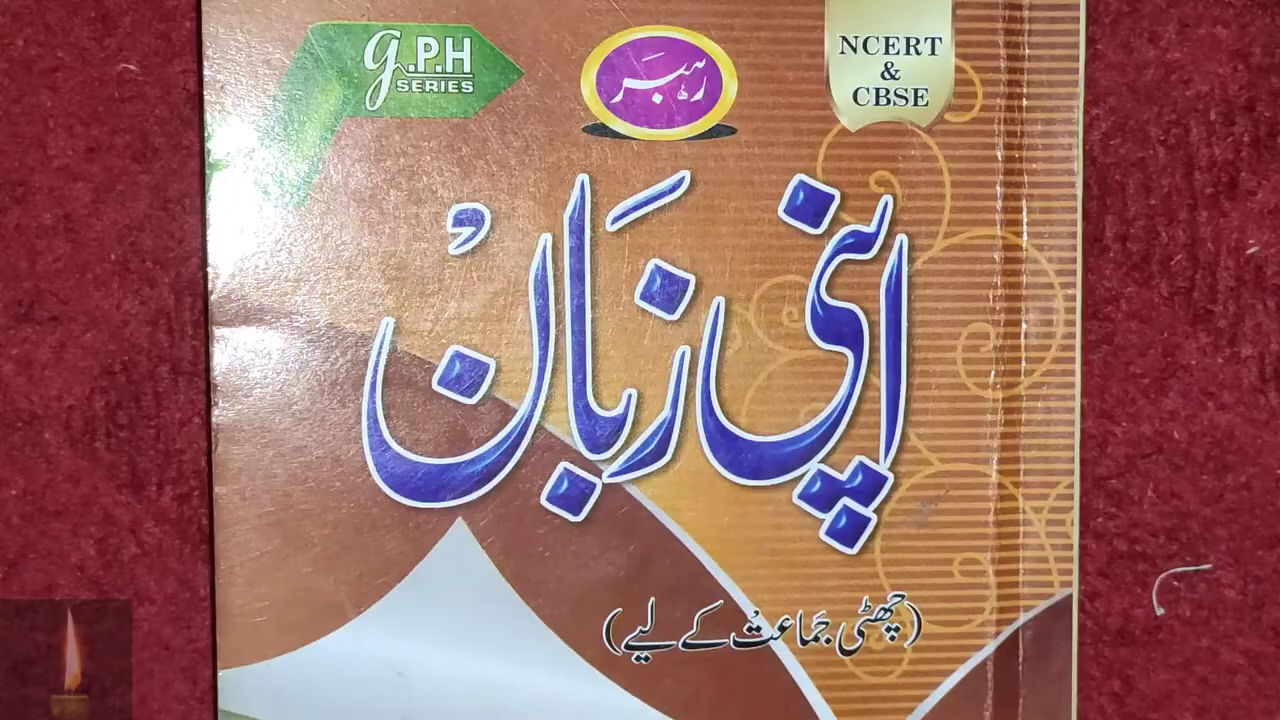 g.P.H
SERIES
رہبر
NCERT
&
CBSE
اپنی زبان
(چھٹی جماعت کے لیے)